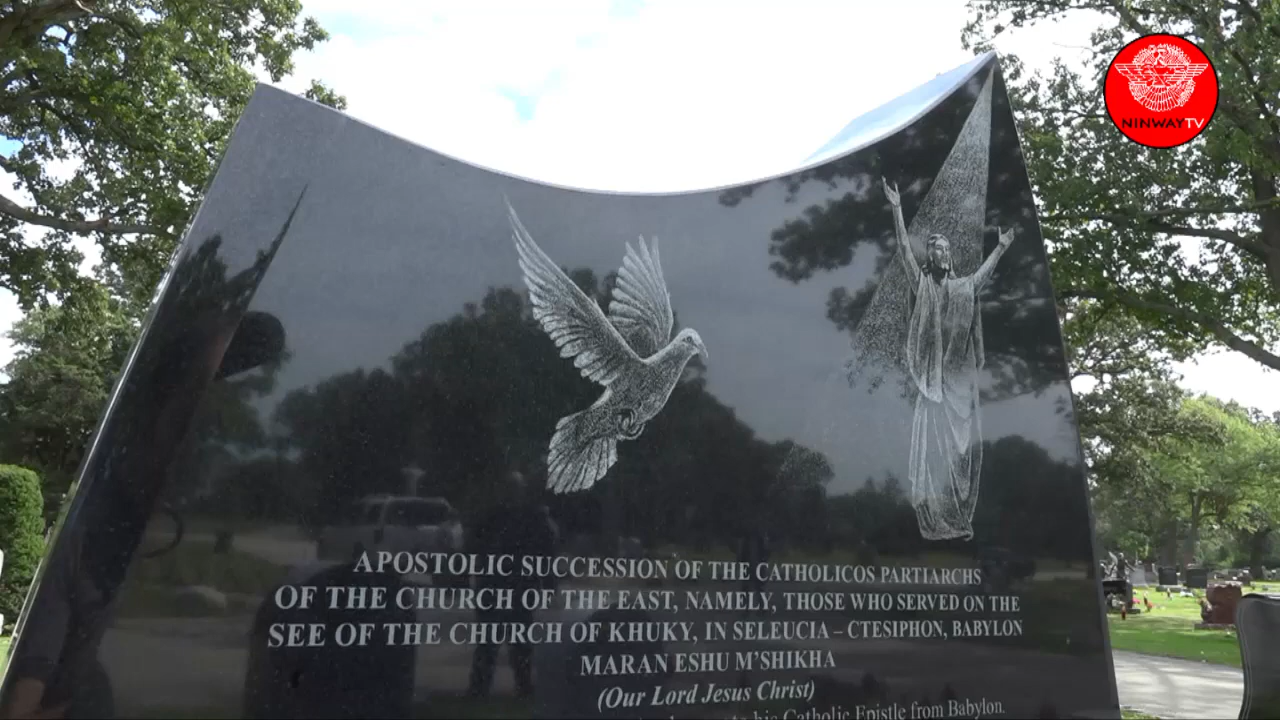 NINWAYTV
APOSTOLIC SUCCESSION OF THE CATHOLICOS PARTIARCHS
OF THE CHURCH OF THE EAST, NAMELY, THOSE WHO SERVED ON THE
SEE OF THE CHURCH OF KHUKY, IN SELEUCIA – CTESIPHON, BABYLON
MARAN ESHU M'SHIKHA
(Our Lord Jesus Christ)
to his Catholic Epistle from Babylon.